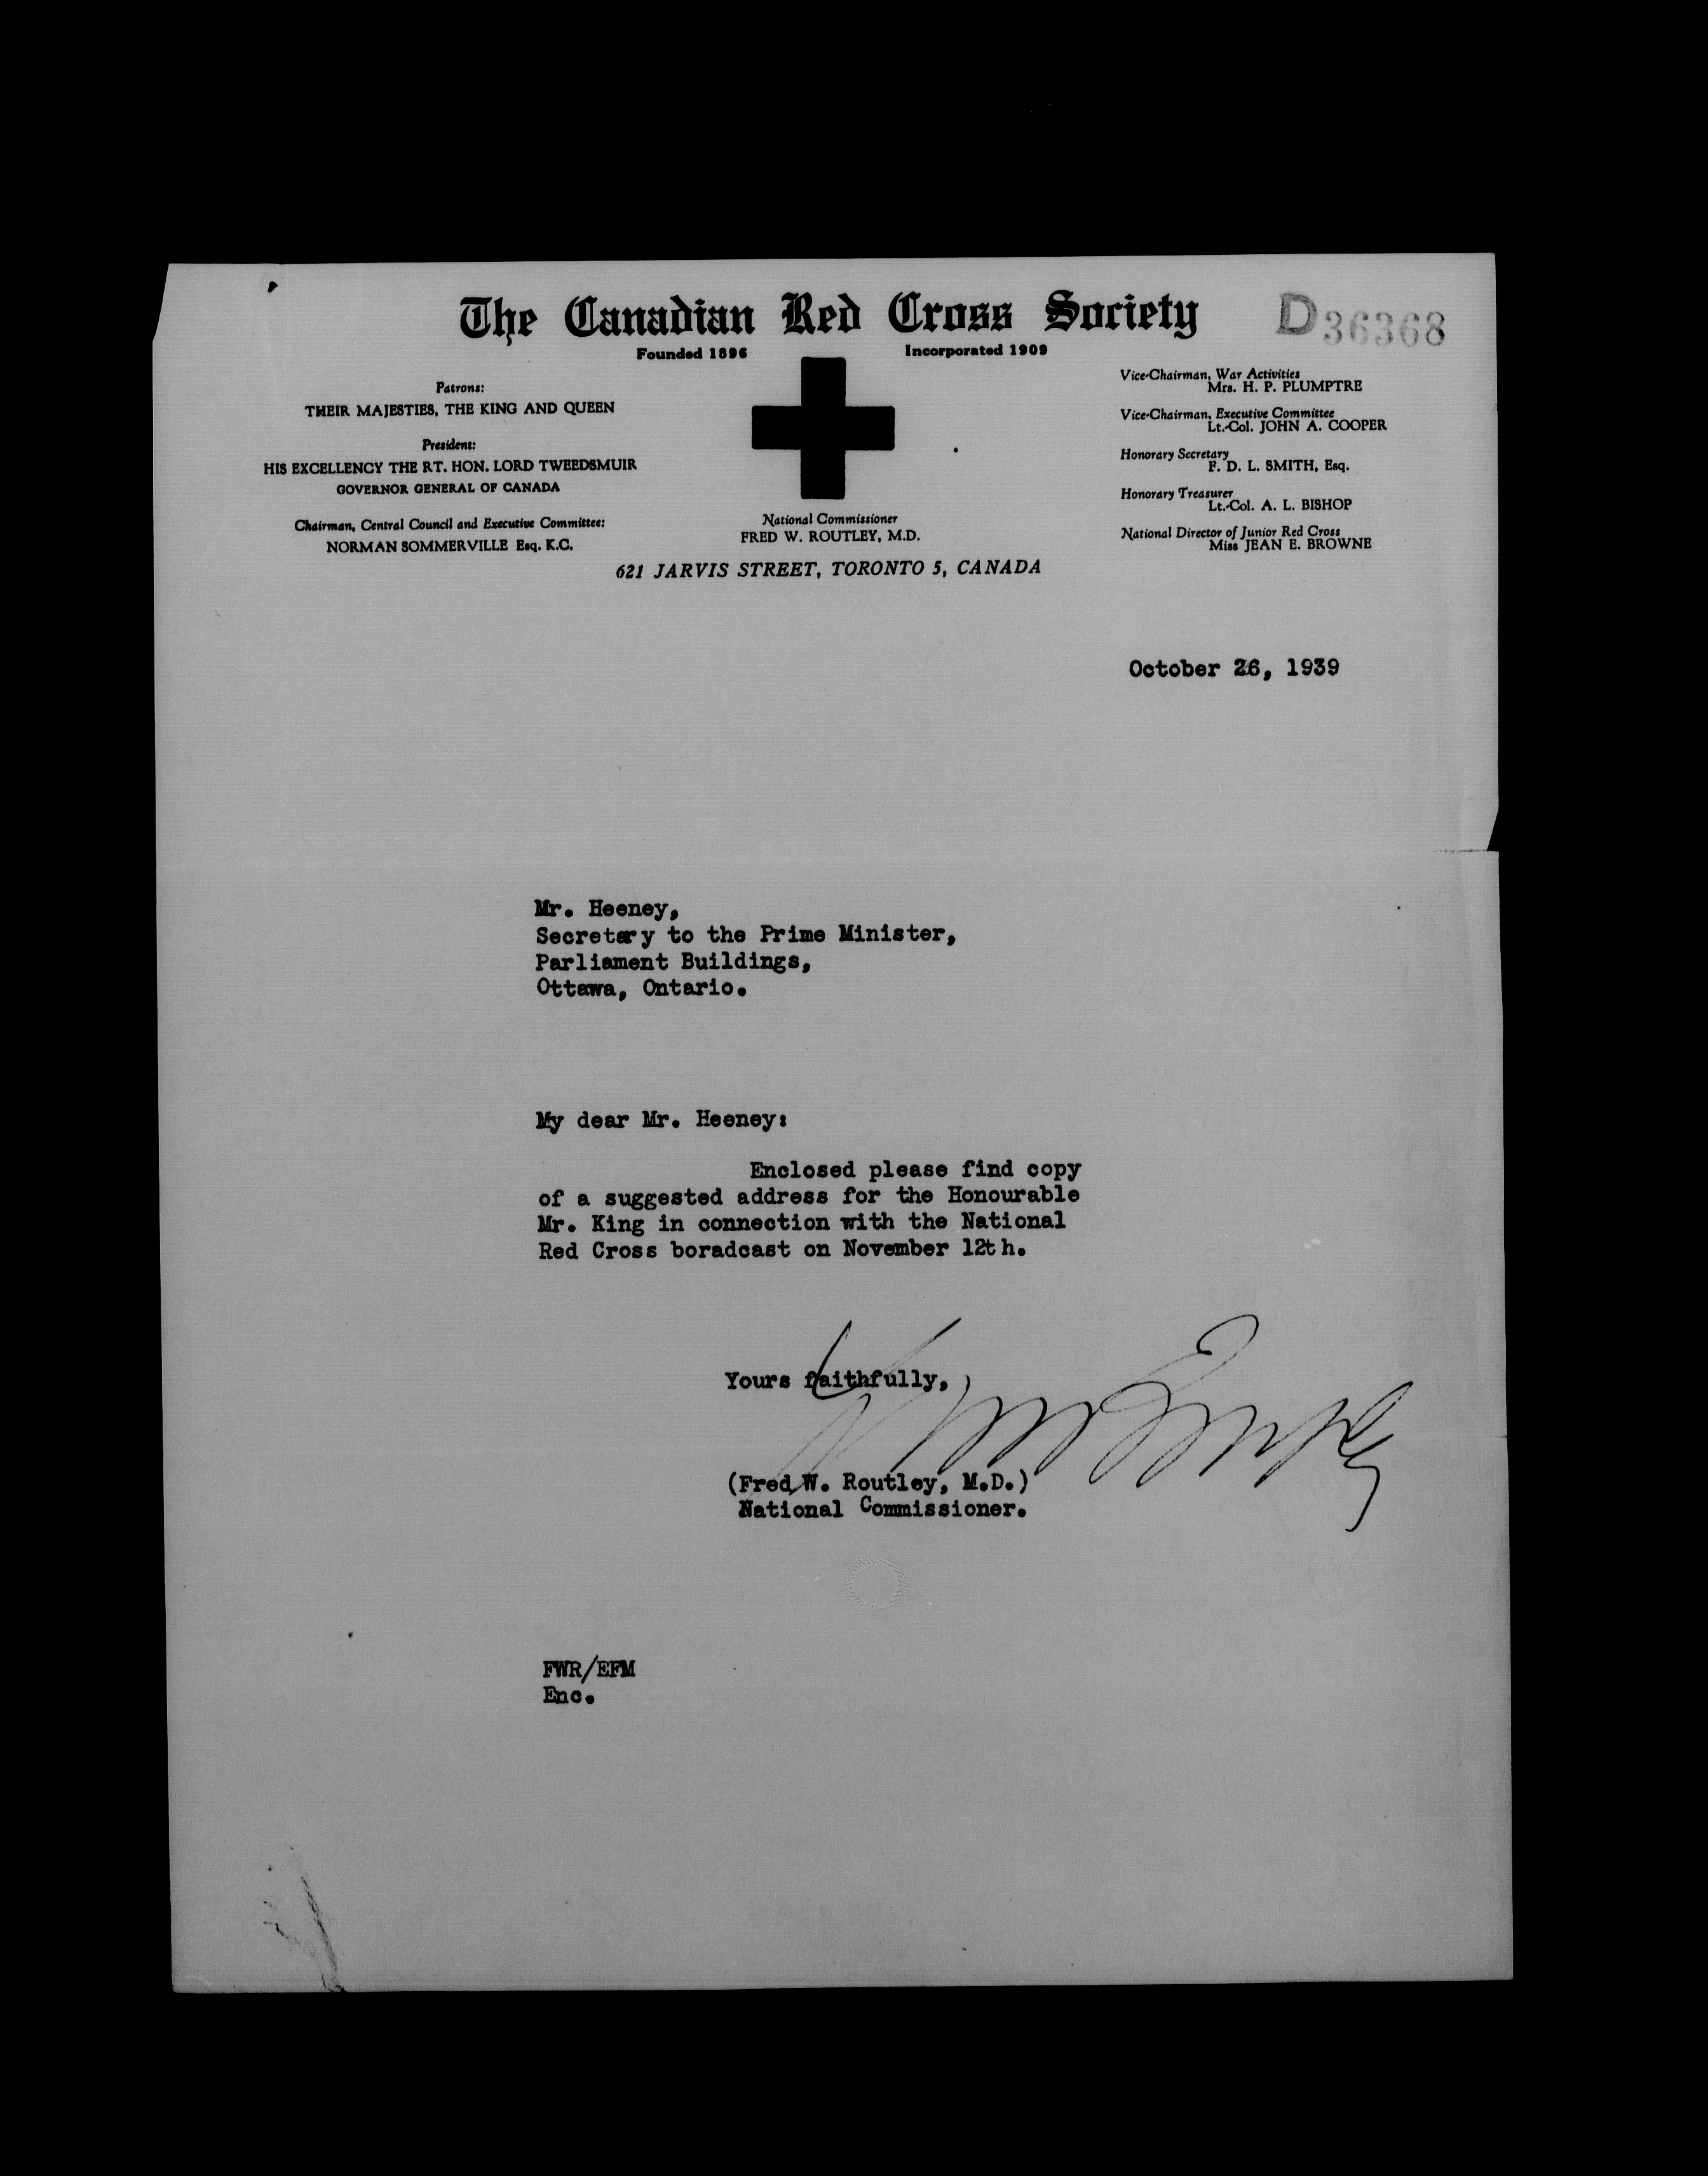 The Canadian Red Cross Society
D36368
Founded 1896
Incorporated 1909
Patrons:
THEIR MAJESTIES, THE KING AND QUEEN
President:
HIS EXCELLENCY THE RT. HON. LORD TWEEDSMUIR
GOVERNOR GENERAL OF CANADA
Chairman, Central Council and Executive Committee:
NORMAN SOMMERVILLE Esq. K.C.
National Commissioner
FRED W. ROUTLEY, M.D.
Vice-Chairman, War Activities
Mrs. H. P. PLUMPTRE
Vice-Chairman, Executive Committee
Lt.-Col. JOHN A. COOPER
Honorary Secretary
F. D. L. SMITH, Esq.
Honorary Treasurer
Lt.-Col. A. L. BISHOP
National Director of Junior Red Cross
Miss JEAN E. BROWNE
621 JARVIS STREET, TORONTO 5, CANADA
October 26, 1939
Mr. Heeney,
Secretary to the Prime Minister,
Parliament Buildings,
Ottawa, Ontario.
My dear Mr. Heeney:
Enclosed please find copy
of a suggested address for the Honourable
Mr. King in connection with the National
Red Cross boradcast on November 12th.
Yours faithfully,
(Fred W. Routley, M.D.)
National Commissioner.
FWR/EFM
Enc.